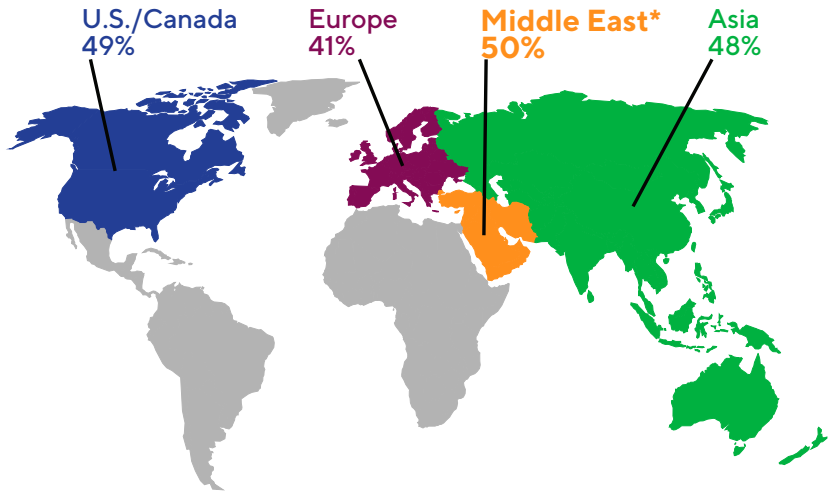 U.S./Canada
49%
Europe
41%
Middle East*
50%
Asia
48%